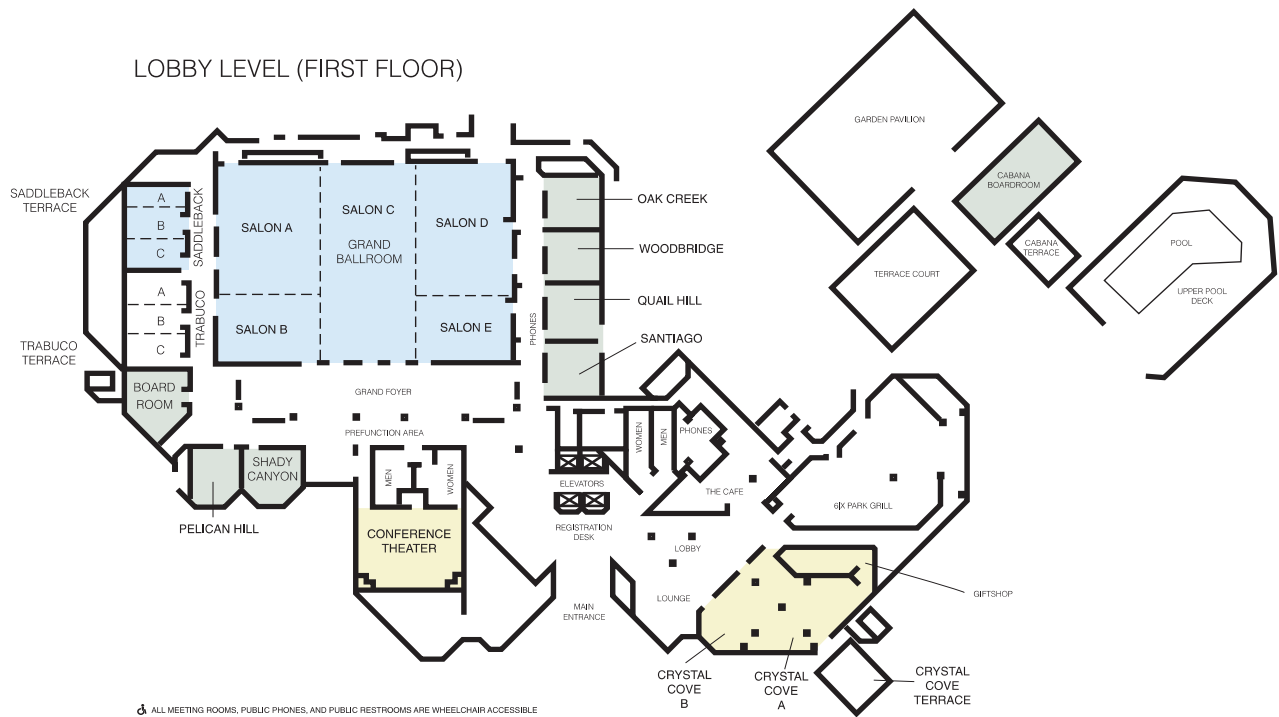 LOBBY LEVEL (FIRST FLOOR)
GARDEN PAVILION
CABANA
BOARDROOM
CABANA
TERRACE
POOL
UPPER POOL
DECK
TERRACE COURT
SADDLEBACK
TERRACE
A
B
C
SADDLEBACK
A
B
C
TRABUCO
TRABUCO
TERRACE
BOARD
ROOM
SALON A
SALON B
SALON C
GRAND
BALLROOM
SALON D
SALON E
OAK CREEK
WOODBRIDGE
QUAIL HILL
SANTIAGO
PHONES
GRAND FOYER
PREFUNCTION AREA
SHADY
CANYON
PELICAN HILL
MEN
WOMEN
CONFERENCE
THEATER
WOMEN
MEN
PHONES
ELEVATORS
REGISTRATION
DESK
THE CAFE
6IX PARK GRILL
LOBBY
LOUNGE
MAIN
ENTRANCE
GIFTSHOP
CRYSTAL
COVE
B
CRYSTAL
COVE
A
CRYSTAL
COVE
TERRACE
ALL MEETING ROOMS, PUBLIC PHONES, AND PUBLIC RESTROOMS ARE WHEELCHAIR ACCESSIBLE